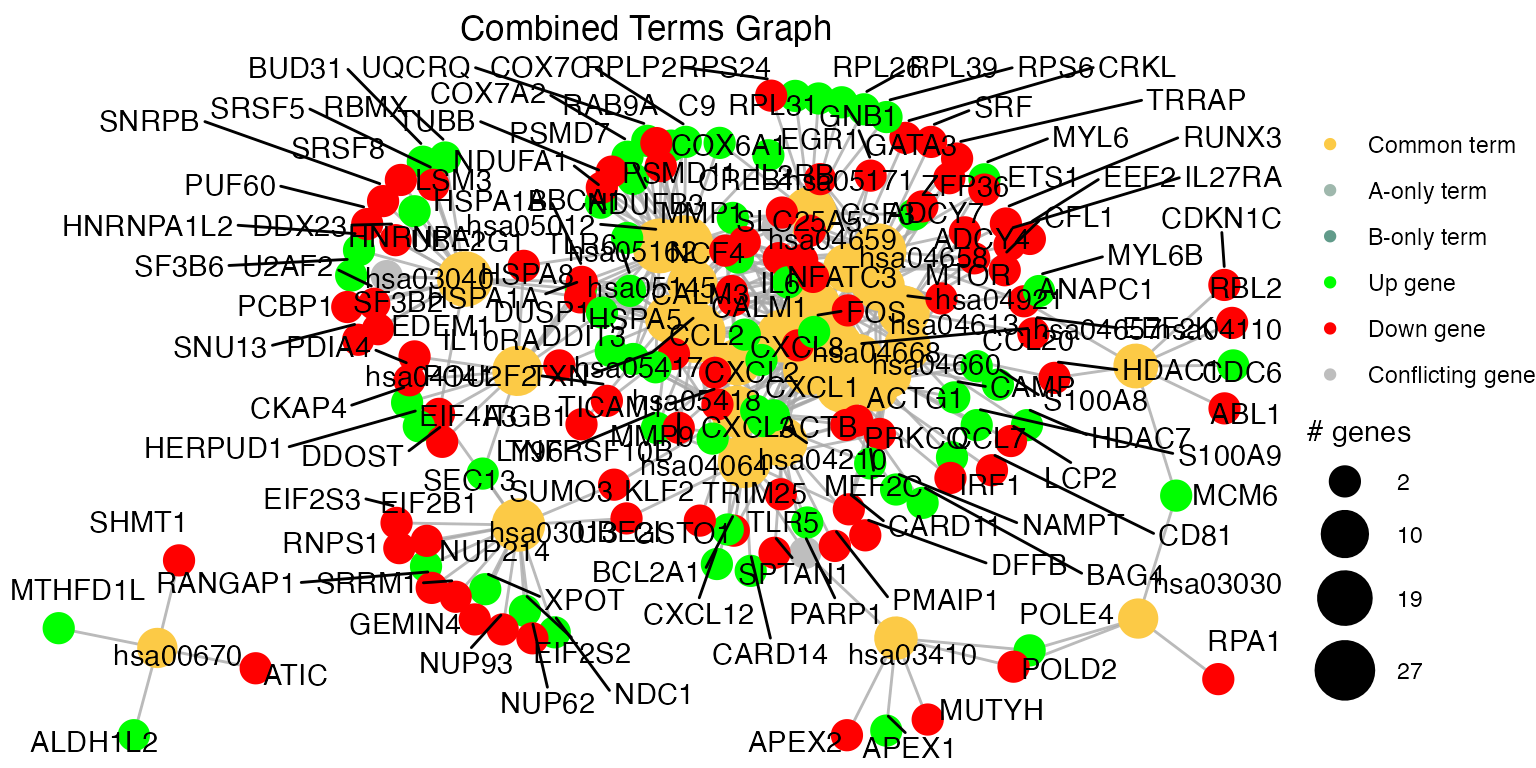 Combined Terms Graph
BUD31
UQCRQ
COX7C
RPLP2
RPS24
RPL26
RPL39
RPS6
CRKL
COX7A2
RAB9A
C9
RPL31
GNB1
SRF
TRRAP
SNRPB
SRSF5
RBMX
TUBB
PSMD7
COX6A1
EGR1
GATA3
MYL6
RUNX3
SRSF8
LSM3
NDUFA1
PSMD11
CREB1
IL2RB
hsa05171
ZFP36
ETS1
EEF2
IL27RA
PUF60
HSPA1B
NDUFB3
MMP1
SLC25A5
ADCY7
CFL1
CDKN1C
HNRNPA1L2
DDX23
UBE2G1
hsa05012
TLR6
hsa05162
NCF4
hsa04659
hsa04658
ADCY4
MYL6B
SF3B6
U2AF2
hsa03040
HSPA8
hsa05145
IL6
NFATC3
MTOR
ANAPC1
RBL2
PCBP1
SF3B2
HSPA1A
DUSP1
HSPA5
CALM3
CALM1
FOS
hsa04921
hsa04613
hsa04657
EEF2K
hsa04110
SNU13
PDIA4
EDEM1
IL10RA
DDIT3
CCL2
CXCL8
hsa04668
CCL20
hsa04141
POU2F2
TXN
hsa05417
CXCL2
hsa04660
HDAC1
CDC6
CKAP4
EIF4A3
ITGB1
TICAM1
hsa05418
CXCL1
ACTG1
CAMP
S100A8
ABL1
HERPUD1
DDOST
LY96
TNFRSF10B
MMP9
CXCL3
ACTB
PRKCQ
CCL7
HDAC7
S100A9
SEC13
hsa04064
hsa04210
LCP2
EIF2S3
EIF2B1
SUMO3
KLF2
TRIM25
MEF2C
IRF1
MCM6
SHMT1
RNPS1
hsa03013
UBE2I
GSTO1
TLR5
CARD11
NAMPT
CD81
NUP214
MTHFD1L
RANGAP1
SRRM1
BCL2A1
SPTAN1
DFFB
BAG4
hsa03030
GEMIN4
XPOT
CXCL12
PARP1
PMAIP1
POLE4
hsa00670
ATIC
NUP93
EIF2S2
CARD14
hsa03410
POLD2
RPA1
NUP62
NDC1
MUTYH
ALDH1L2
APEX2
APEX1
Common term
A-only term
B-only term
Up gene
Down gene
Conflicting gene
# genes
2
10
19
27